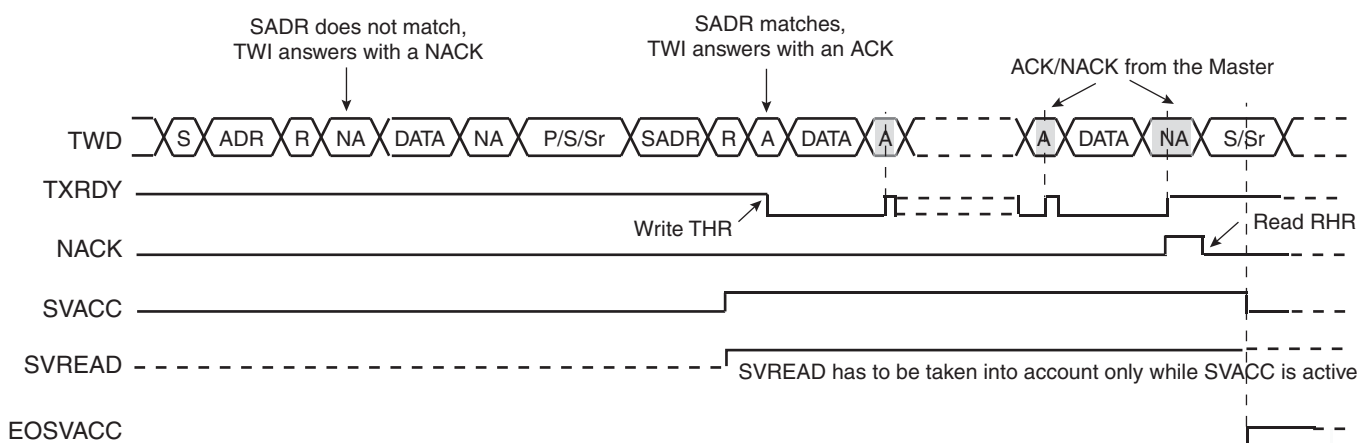 SADR does not match,
TWI answers with a NACK
SADR matches,
TWI answers with an ACK
ACK/NACK from the Master
TWD S ADR R NA DATA NA P/S/Sr SADR R A DATA A A DATA NA S/Sr
TXRDY
Write THR
Read RHR
NACK
SVACC
SVREAD
SVREAD has to be taken into account only while SVACC is active
EOSVACC